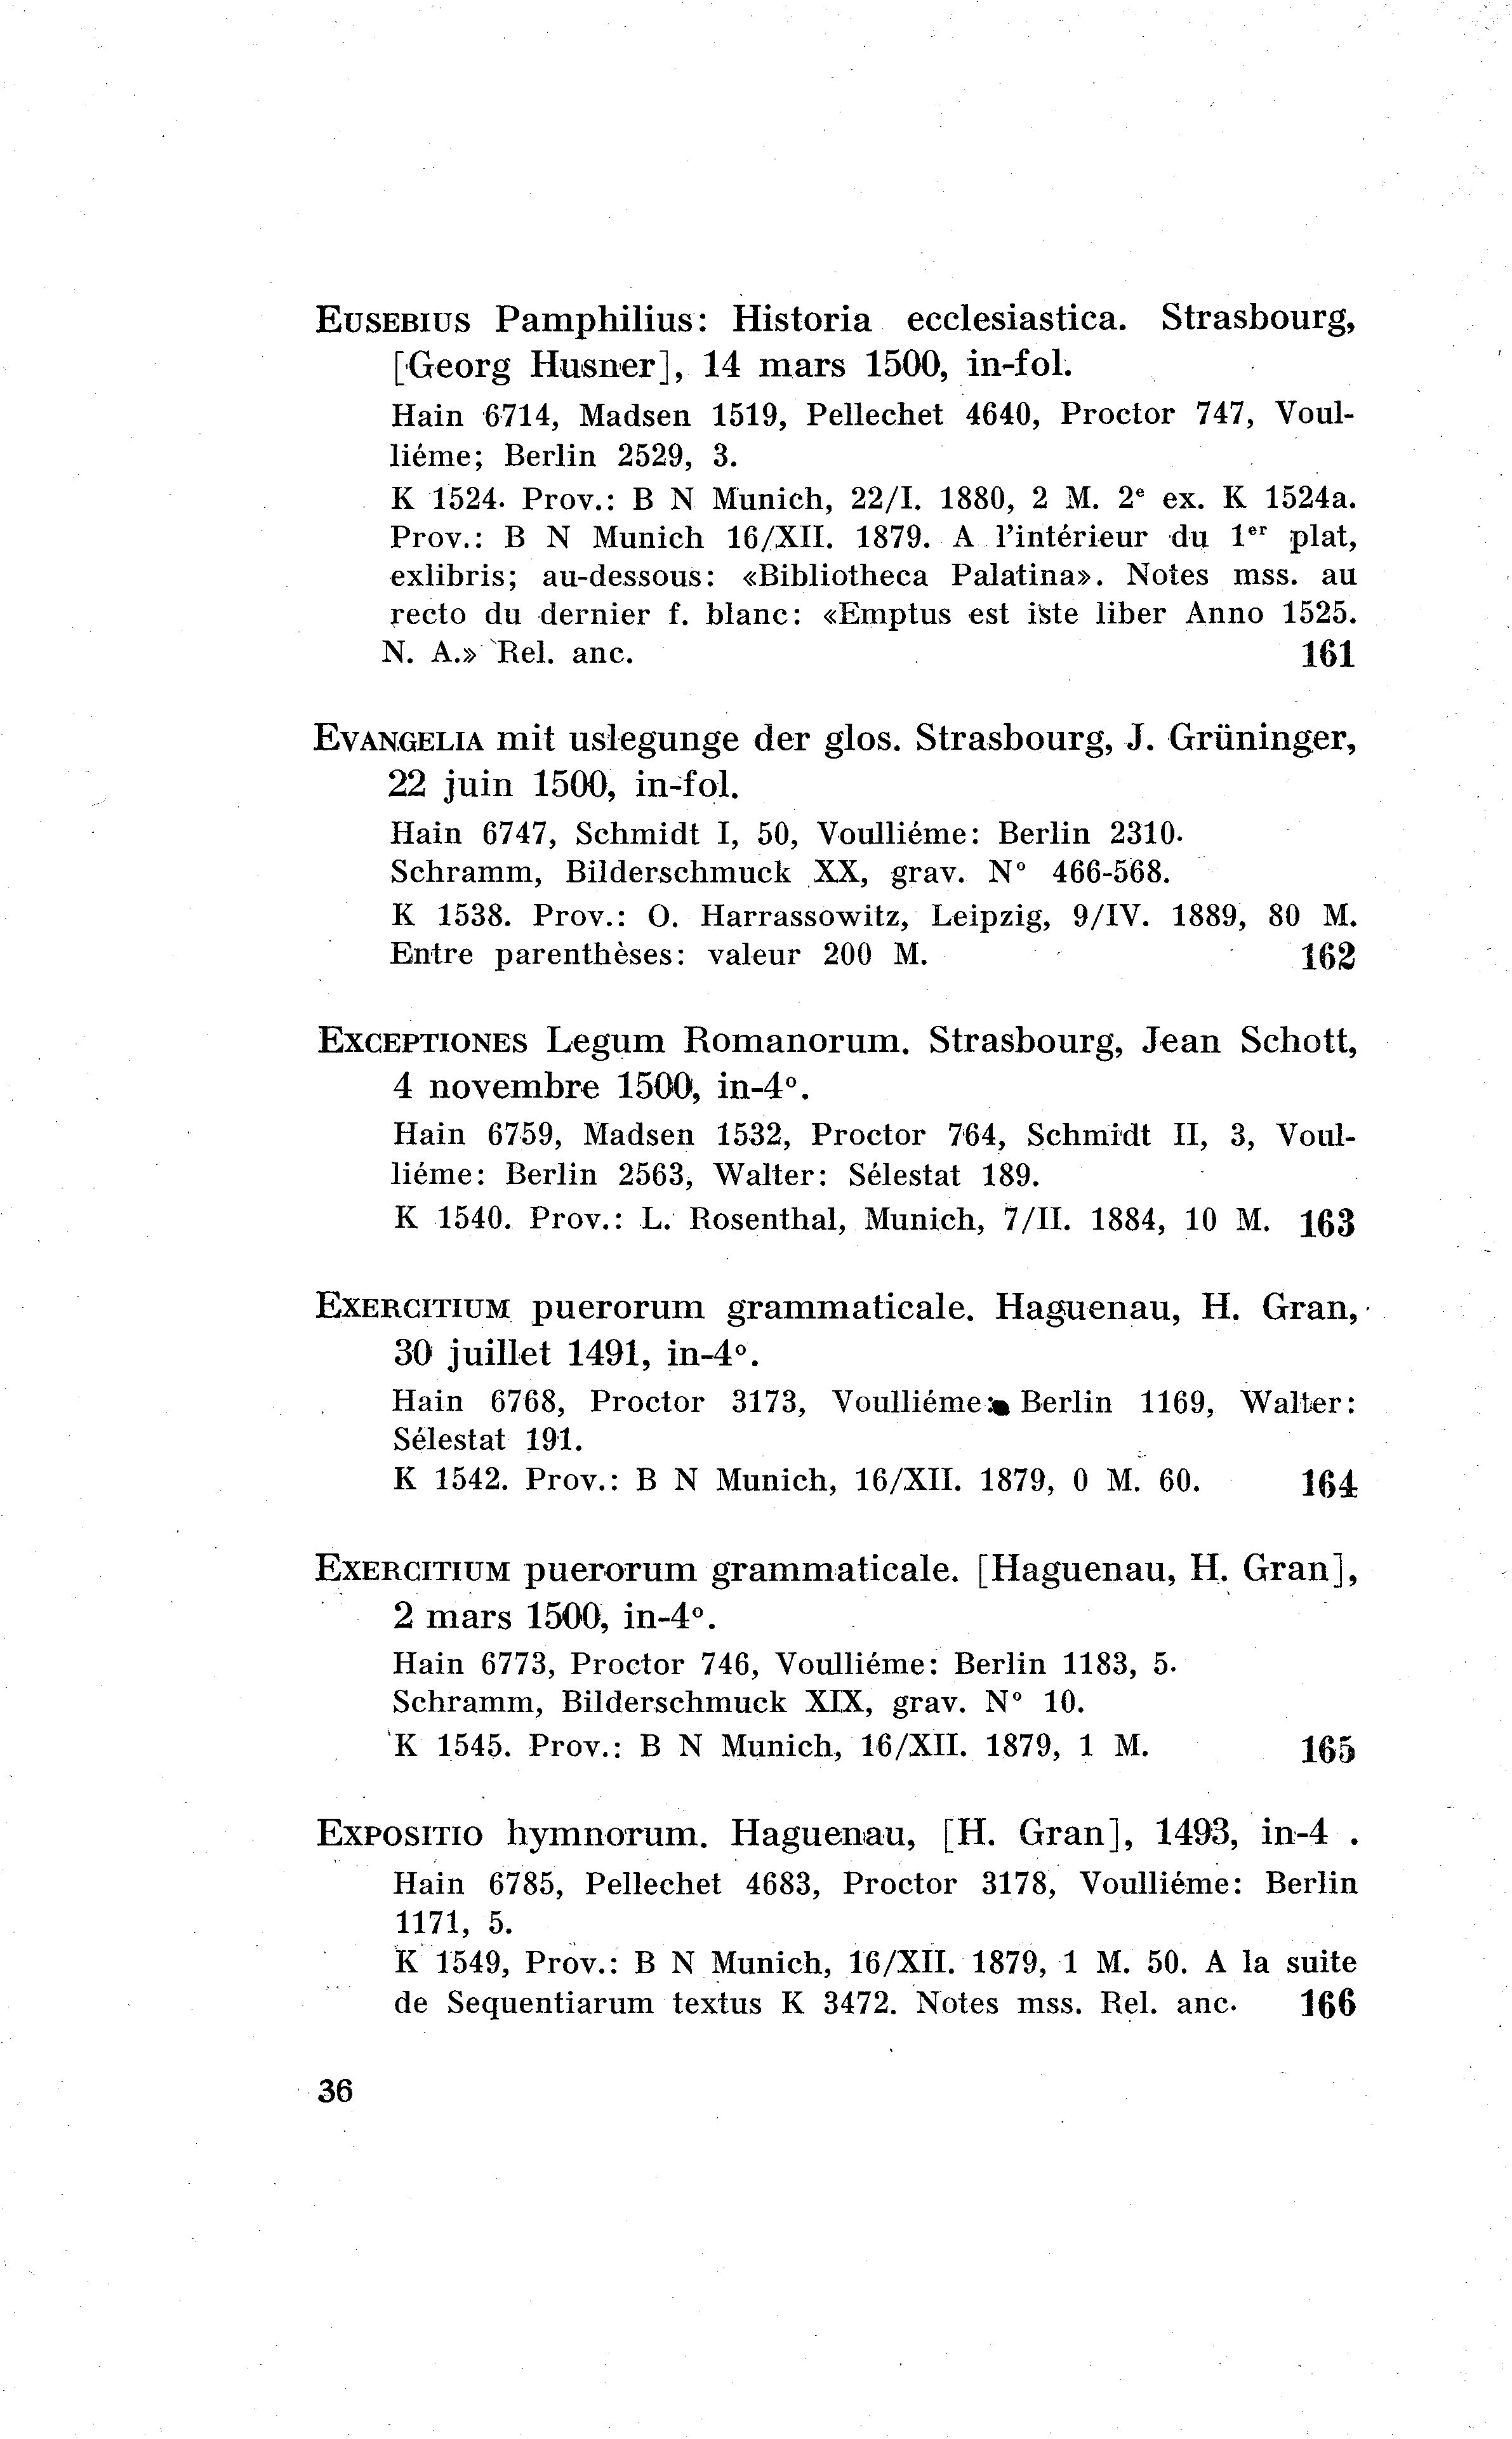 EUSEBIUS Pamphilius: Historia ecclesiastica. Strasbourg,
[Georg Husner], 14 mars 1500, in-fol.
Hain 6714, Madsen 1519, Pellechet 4640, Proctor 747, Voul-
liéme; Berlin 2529, 3.
K 1524. Prov.: B N Munich, 22/I. 1880, 2 M. 2e ex. K 1524a.
Prov.: B N Munich 16/XII. 1879. A l'intérieur du 1er plat,
exlibris; au-dessous: «Bibliotheca Palatina». Notes mss. au
recto du dernier f. blanc: «Emptus est iste liber Anno 1525.
N. A.» Rel. anc. 161
EVANGELIA mit uslegunge der glos. Strasbourg, J. Grüninger,
22 juin 1500, in-fol.
Hain 6747, Schmidt I, 50, Voulliéme: Berlin 2310.
Schramm, Bilderschmuck XX, grav. N° 466-568.
K 1538. Prov.: O. Harrassowitz, Leipzig, 9/IV. 1889, 80 M.
Entre parenthèses: valeur 200 M. 162
EXCEPTIONES Legum Romanorum. Strasbourg, Jean Schott,
4 novembre 1500, in-4°.
Hain 6759, Madsen 1532, Proctor 764, Schmidt II, 3, Voul-
liéme: Berlin 2563, Walter: Sélestat 189.
K 1540. Prov.: L. Rosenthal, Munich, 7/II. 1884, 10 M. 163
EXERCITIUM puerorum grammaticale. Haguenau, H. Gran,
30 juillet 1491, in-4°.
Hain 6768, Proctor 3173, Voulliéme: Berlin 1169, Walter:
Sélestat 191.
K 1542. Prov.: B N Munich, 16/XII. 1879, 0 M. 60. 164
EXERCITIUM puerorum grammaticale. [Haguenau, H. Gran],
2 mars 1500, in-4°.
Hain 6773, Proctor 746, Voulliéme: Berlin 1183, 5.
Schramm, Bilderschmuck XIX, grav. N° 10.
K 1545. Prov.: B N Munich, 16/XII. 1879, 1 M. 165
EXPOSITIO hymnorum. Haguenau, [H. Gran], 1493, in-4 .
Hain 6785, Pellechet 4683, Proctor 3178, Voulliéme: Berlin
1171, 5.
K 1549, Prov.: B N Munich, 16/XII. 1879, 1 M. 50. A la suite
de Sequentiarum textus K 3472. Notes mss. Rel. anc. 166
36